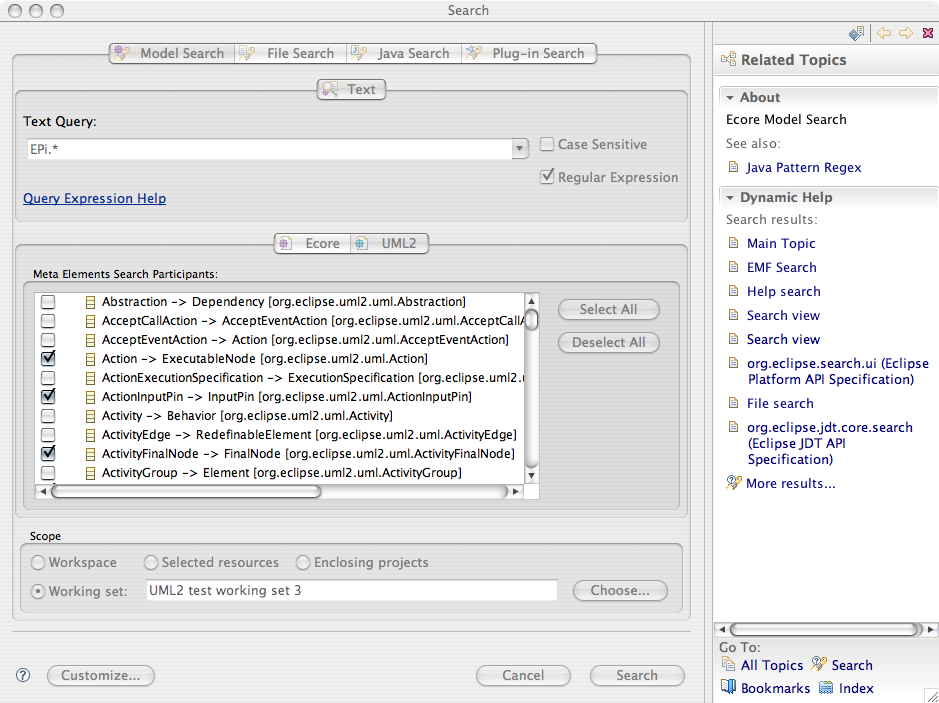 Search
Model Search File Search Java Search Plug-in Search
Text
Text Query:
EPi.*
Case Sensitive
Regular Expression
Query Expression Help
Ecore UML2
Meta Elements Search Participants:
Abstraction -> Dependency [org.eclipse.uml2.uml.Abstraction]
AcceptCallAction -> AcceptEventAction [org.eclipse.uml2.uml.AcceptCallA
AcceptEventAction -> Action [org.eclipse.uml2.uml.AcceptEventAction]
Action -> ExecutableNode [org.eclipse.uml2.uml.Action]
ActionExecutionSpecification -> ExecutionSpecification [org.eclipse.uml2.u
ActionInputPin -> InputPin [org.eclipse.uml2.uml.ActionInputPin]
Activity -> Behavior [org.eclipse.uml2.uml.Activity]
ActivityEdge -> RedefinableElement [org.eclipse.uml2.uml.ActivityEdge]
ActivityFinalNode -> FinalNode [org.eclipse.uml2.uml.ActivityFinalNode]
ActivityGroup -> Element [org.eclipse.uml2.uml.ActivityGroup]
Select All
Deselect All
Scope
Workspace Selected resources Enclosing projects
Working set: UML2 test working set 3 Choose...
? Customize... Cancel Search
Related Topics
About
Ecore Model Search
See also:
Java Pattern Regex
Dynamic Help
Search results:
Main Topic
EMF Search
Help search
Search view
Search view
org.eclipse.search.ui (Eclipse
Platform API Specification)
File search
org.eclipse.jdt.core.search
(Eclipse JDT API
Specification)
More results...
Go To:
All Topics Search
Bookmarks Index